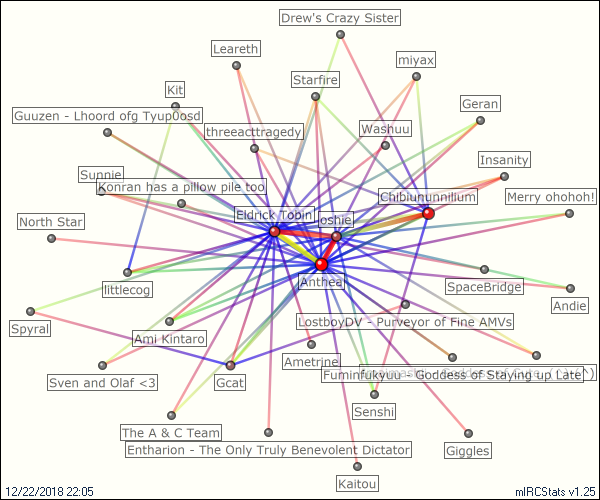 Drew's Crazy Sister
Leareth
miyax
Starfire
Kit
Geran
Guuzen - Lhoord ofg Tyup0osd
threeacttragedy
Washuu
Insanity
Sunnie
Konran has a pillow pile too
Chibiununnilium
Merry ohohoh!
Eldrick Tobin
Joshie
North Star
Anthea
littlecog
SpaceBridge
Andie
LostboyDV - Purveyor of Fine AMVs
Spyral
Ami Kintaro
Ametrine
Fuminfukyuu - Goddess of Staying up Late
Sven and Olaf <3
Gcat
Senshi
The A & C Team
Entharion - The Only Truly Benevolent Dictator
Giggles
Kaitou
12/22/2018 22:05
mIRCStats v1.25